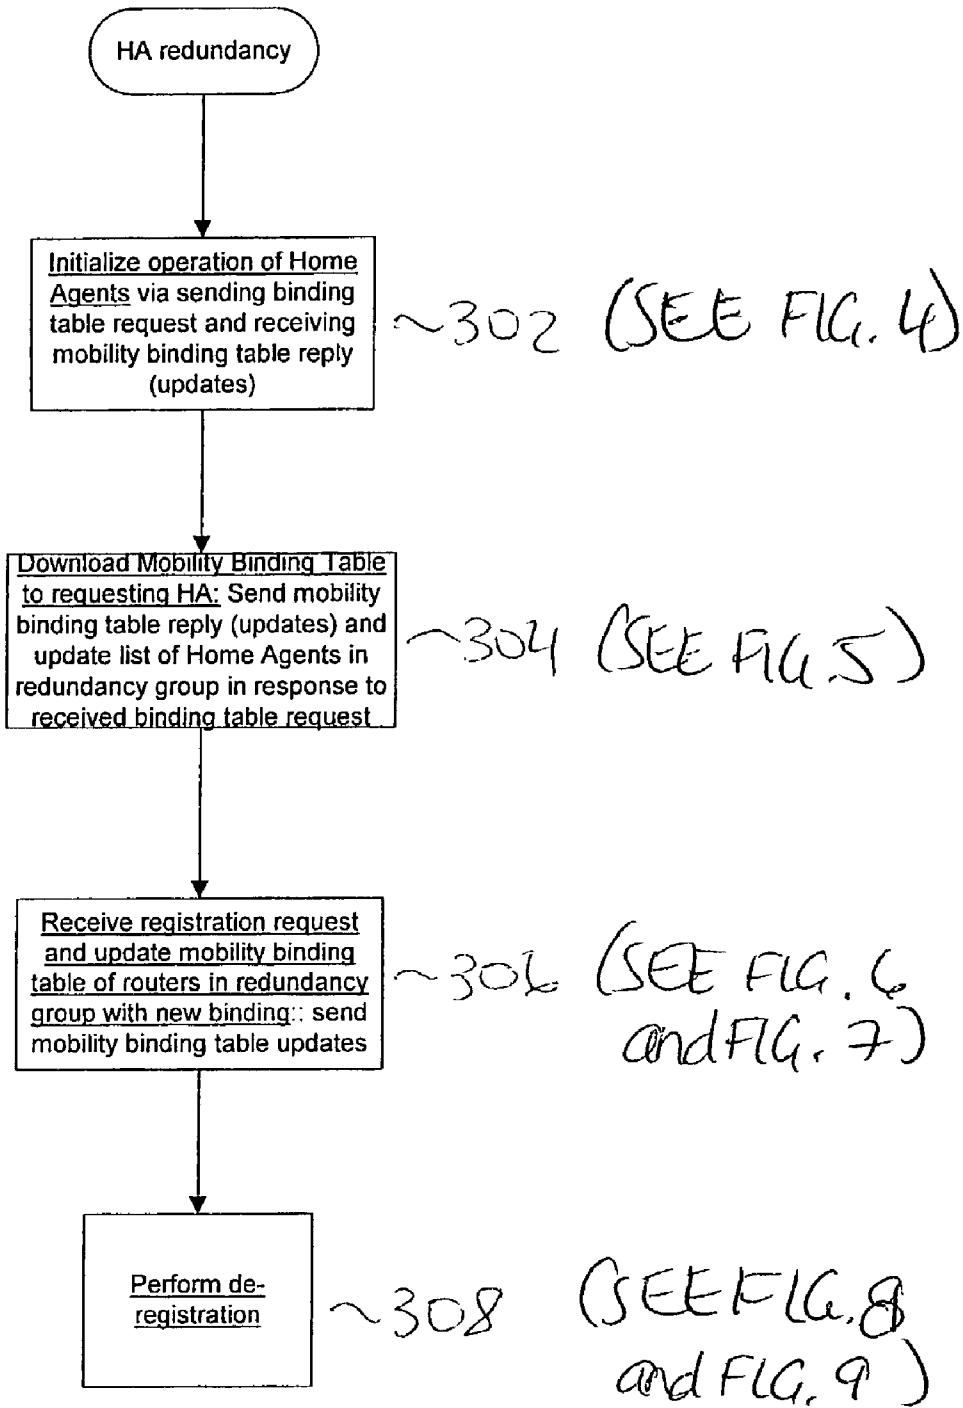 HA redundancy
Initialize operation of Home
Agents via sending binding
table request and receiving
mobility binding table reply
(updates)
~302 (SEE FIG. 4)
Download Mobility Binding Table
to requesting HA: Send mobility
binding table reply (updates) and
update list of Home Agents in
redundancy group in response to
received binding table request
~304 (SEE FIG. 5)
Receive registration request
and update mobility binding
table of routers in redundancy
group with new binding:: send
mobility binding table updates
~306 (SEE FIG. 6
and FIG. 7)
Perform de-
registration
~308 (SEE FIG. 8
and FIG. 9)